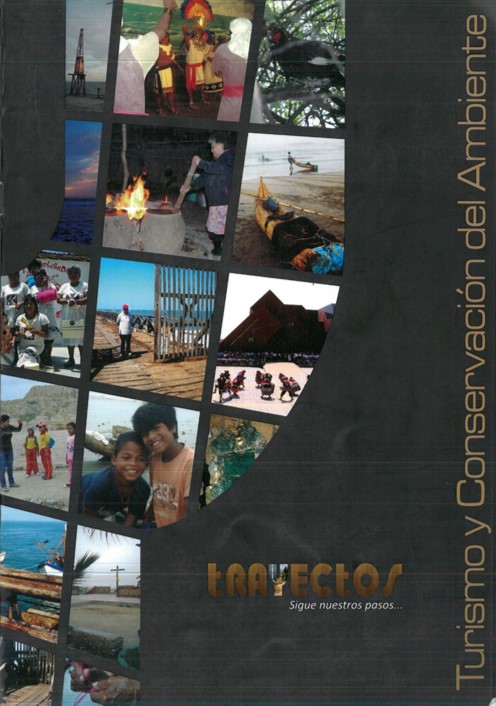 Turismo y Conservación del Ambiente
TRAYECTOS
Sigue nuestros pasos...